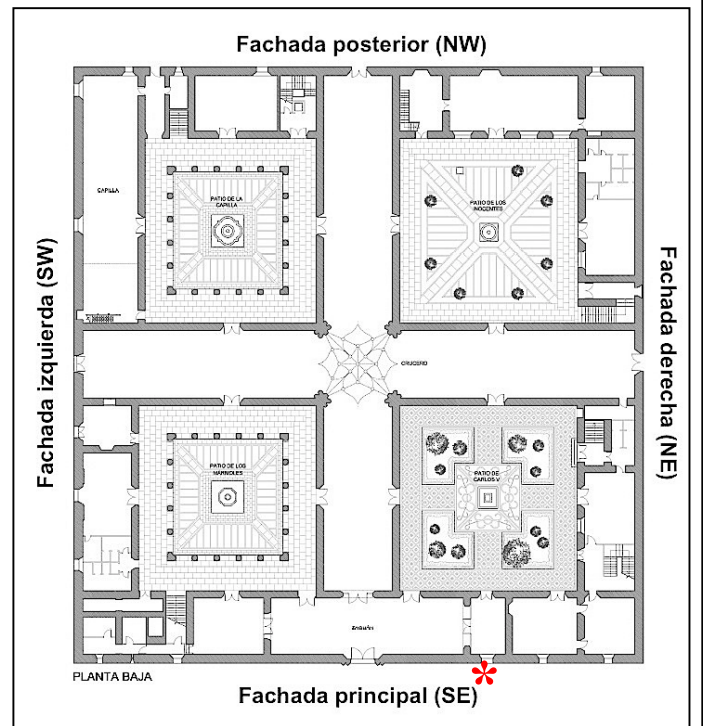 Fachada posterior (NW)
CAPILLA
PATIO DE LA
CAPILLA
PATIO DE LOS
INOCENTES
Fachada izquierda (SW)
Fachada derecha (NE)
CRUCERO
PATIO DE LOS
MÁRMOLES
PATIO DE
CARLOS V
ZAGUÁN
PLANTA BAJA
*
Fachada principal (SE)